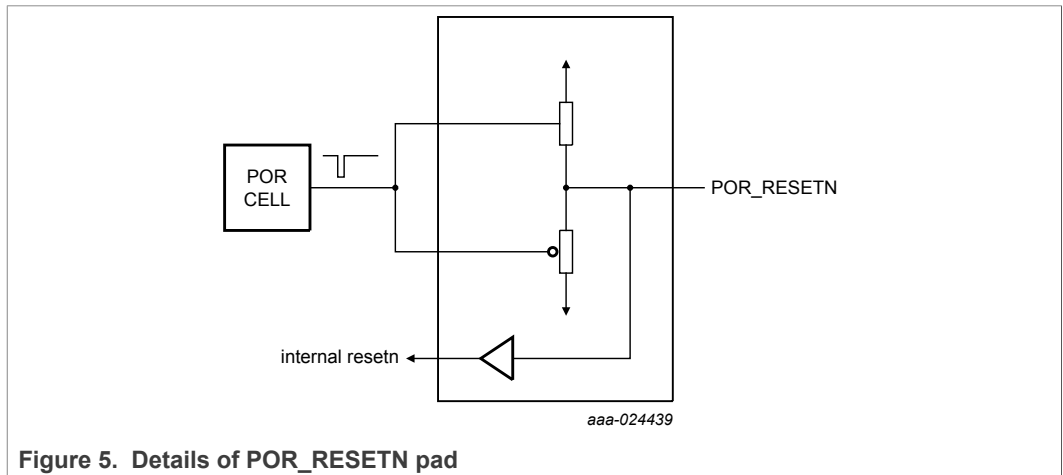 POR
CELL
POR_RESETN
internal resetn
aaa-024439
Figure 5. Details of POR_RESETN pad